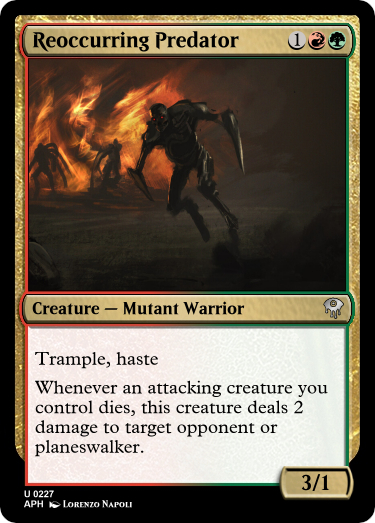 Reoccurring Predator 1
Creature — Mutant Warrior
Trample, haste
Whenever an attacking creature you
control dies, this creature deals 2
damage to target opponent or
planeswalker.
3/1
U 0227
APH Lorenzo Napoli